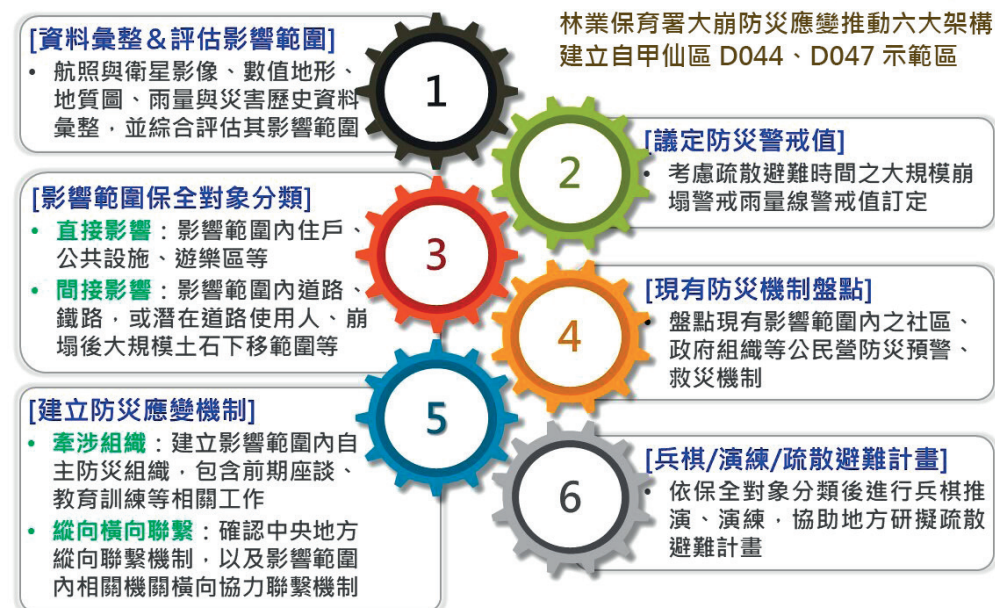 林業保育署大崩防災應變推動六大架構
建立自甲仙區 D044、D047 示範區
[資料彙整&評估影響範圍]
• 航照與衛星影像、數值地形、
地質圖、雨量與災害歷史資料
彙整，並綜合評估其影響範圍
1
2
[議定防災警戒值]
• 考慮疏散避難時間之大規模崩
塌警戒雨量線警戒值訂定
[影響範圍保全對象分類]
• 直接影響：影響範圍內住戶、
公共設施、遊樂區等
• 間接影響：影響範圍內道路、
鐵路，或潛在道路使用人、崩
塌後大規模土石下移範圍等
3
4
[現有防災機制盤點]
• 盤點現有影響範圍內之社區、
政府組織等公民營防災預警、
救災機制
[建立防災應變機制]
• 牽涉組織：建立影響範圍內自
主防災組織，包含前期座談、
教育訓練等相關工作
• 縱向橫向聯繫：確認中央地方
縱向聯繫機制，以及影響範圍
內相關機關橫向協力聯繫機制
5
6
[兵棋/演練/疏散避難計畫]
• 依保全對象分類後進行兵棋推
演、演練，協助地方研擬疏散
避難計畫